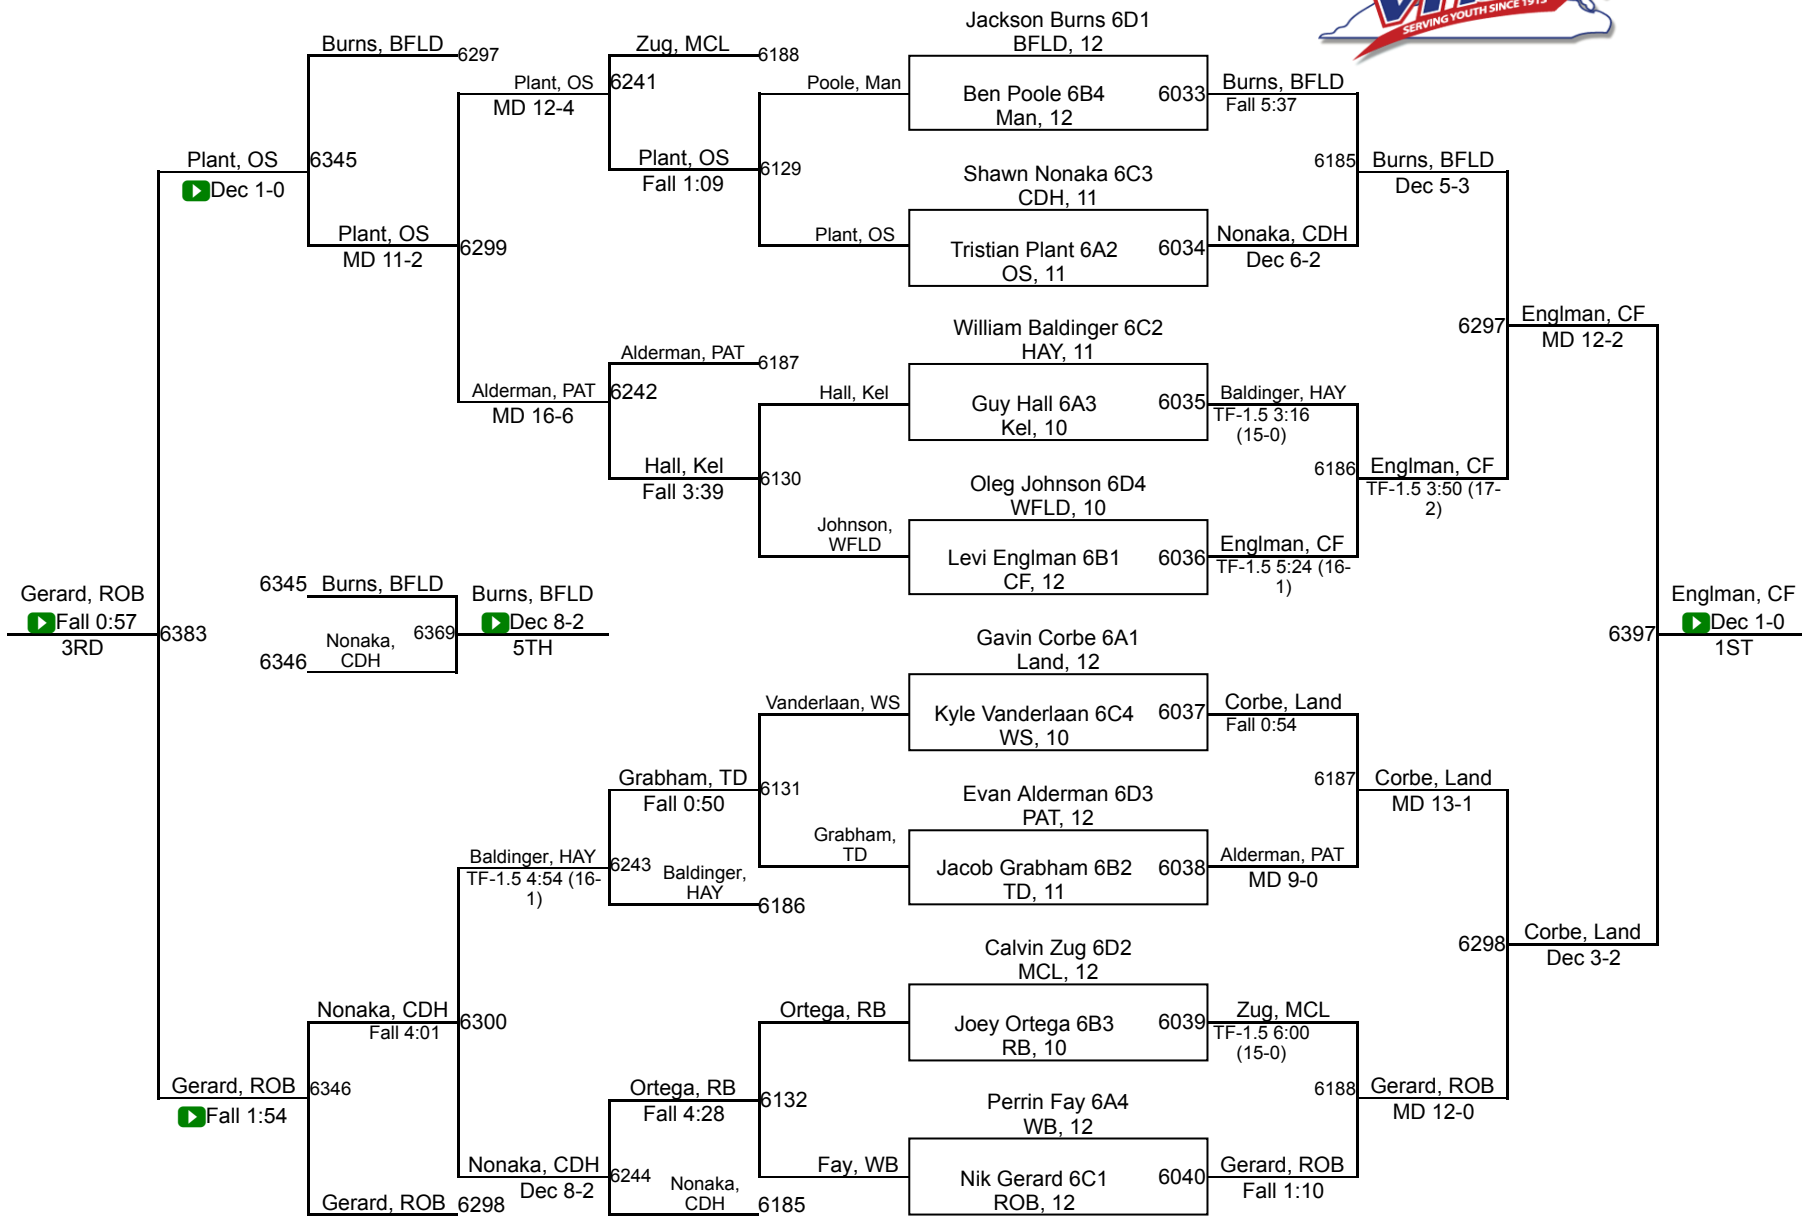 SERVING YOUTH SINCE 1913
Jackson Burns 6D1
BFLD, 12
Ben Poole 6B4
Man, 12
6033
Shawn Nonaka 6C3
CDH, 11
Tristian Plant 6A2
OS, 11
6034
William Baldinger 6C2
HAY, 11
Guy Hall 6A3
Kel, 10
6035
Oleg Johnson 6D4
WFLD, 10
Levi Englman 6B1
CF, 12
6036
Gavin Corbe 6A1
Land, 12
Kyle Vanderlaan 6C4
WS, 10
6037
Evan Alderman 6D3
PAT, 12
Jacob Grabham 6B2
TD, 11
6038
Calvin Zug 6D2
MCL, 12
Joey Ortega 6B3
RB, 10
6039
Perrin Fay 6A4
WB, 12
Nik Gerard 6C1
ROB, 12
6040
Burns, BFLD
Fall 5:37
6185
Nonaka, CDH
Dec 6-2
Baldinger, HAY
TF-1.5 3:16
(15-0)
6186
Englman, CF
TF-1.5 5:24 (16-
1)
Corbe, Land
Fall 0:54
6187
Alderman, PAT
MD 9-0
Zug, MCL
TF-1.5 6:00
(15-0)
6188
Gerard, ROB
Fall 1:10
Burns, BFLD
Dec 5-3
6297
Englman, CF
TF-1.5 3:50 (17-
2)
Corbe, Land
MD 13-1
6298
Gerard, ROB
MD 12-0
Englman, CF
MD 12-2
6397
Corbe, Land
Dec 3-2
Englman, CF
Dec 1-0
1ST
Poole, Man
6129
Plant, OS
Hall, Kel
6130
Johnson,
WFLD
Vanderlaan, WS
6131
Grabham,
TD
Ortega, RB
6132
Fay, WB
Zug, MCL
6188
6241
Plant, OS
Fall 1:09
Alderman, PAT
6187
6242
Hall, Kel
Fall 3:39
Grabham, TD
Fall 0:50
6243
Baldinger,
HAY
6186
Ortega, RB
Fall 4:28
6244
Nonaka,
CDH
6185
Plant, OS
MD 12-4
6299
Alderman, PAT
MD 16-6
Baldinger, HAY
TF-1.5 4:54 (16-
1)
6300
Nonaka, CDH
Dec 8-2
Burns, BFLD
6297
6345
Plant, OS
MD 11-2
Nonaka, CDH
Fall 4:01
6346
Gerard, ROB
6298
Plant, OS
Dec 1-0
6383
Gerard, ROB
Fall 1:54
Gerard, ROB
Fall 0:57
3RD
6345
Burns, BFLD
6369
6346
Nonaka,
CDH
Burns, BFLD
Dec 8-2
5TH